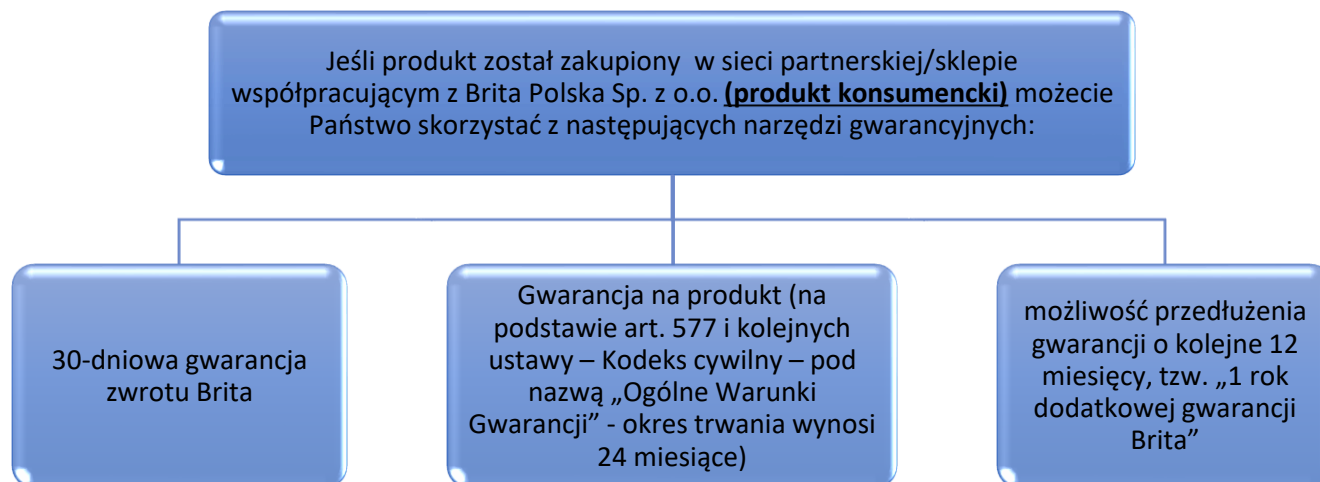 Jeśli produkt został zakupiony w sieci partnerskiej/sklepie
współpracującym z Brita Polska Sp. z o.o. (produkt konsumencki) możecie
Państwo skorzystać z następujących narzędzi gwarancyjnych:
30-dniowa gwarancja
zwrotu Brita
Gwarancja na produkt (na
podstawie art. 577 i kolejnych
ustawy – Kodeks cywilny – pod
nazwą „Ogólne Warunki
Gwarancji” - okres trwania wynosi
24 miesiące)
możliwość przedłużenia
gwarancji o kolejne 12
miesięcy, tzw. „1 rok
dodatkowej gwarancji
Brita”